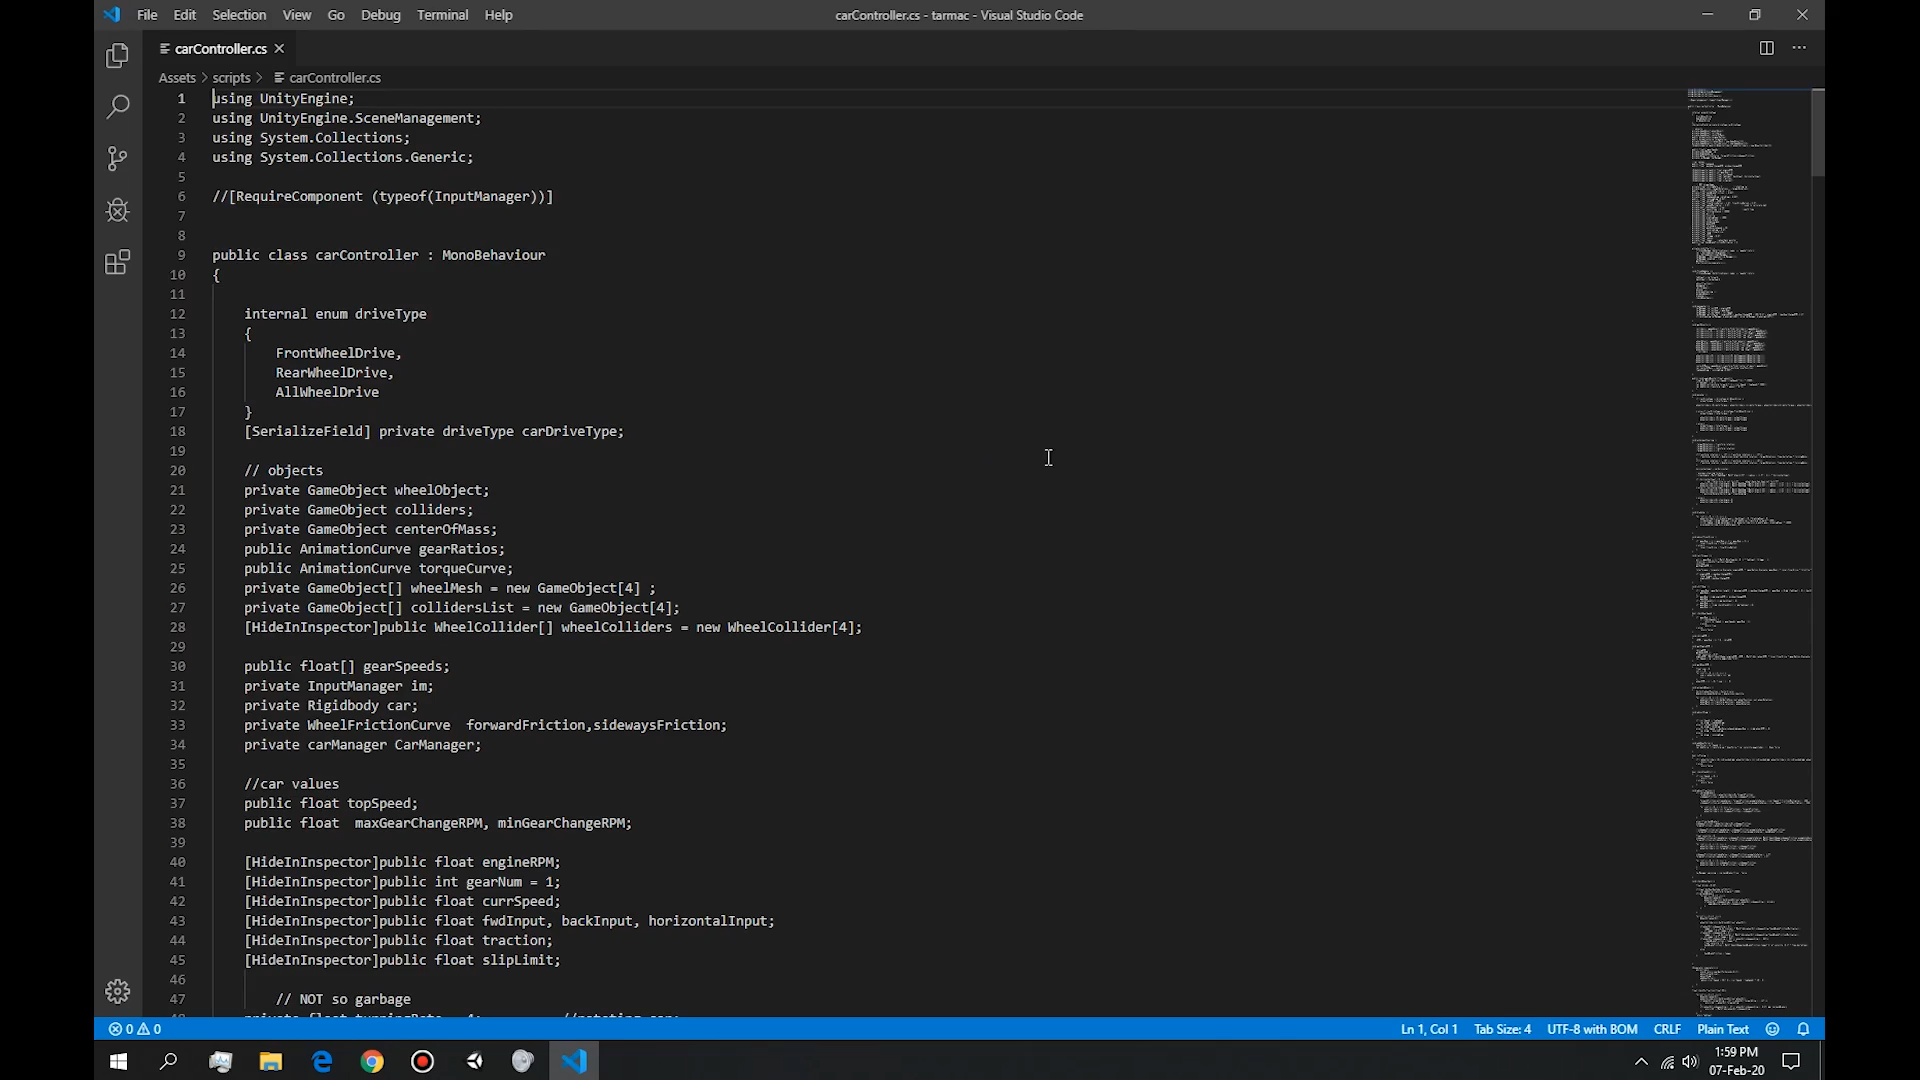 File Edit Selection View Go Debug Terminal Help
carController.cs - tarmac - Visual Studio Code
carController.cs
Assets > scripts > carController.cs
1 using UnityEngine;
2 using UnityEngine.SceneManagement;
3 using System.Collections;
4 using System.Collections.Generic;
5
6 //[RequireComponent (typeof(InputManager))]
7
8
9 public class carController : MonoBehaviour
10 {
11
12 internal enum driveType
13 {
14 FrontWheelDrive,
15 RearWheelDrive,
16 AllWheelDrive
17 }
18 [SerializeField] private driveType carDriveType;
19
20 // objects
21 private GameObject wheelObject;
22 private GameObject colliders;
23 private GameObject centerOfMass;
24 public AnimationCurve gearRatios;
25 public AnimationCurve torqueCurve;
26 private GameObject[] wheelMesh = new GameObject[4] ;
27 private GameObject[] collidersList = new GameObject[4];
28 [HideInInspector]public WheelCollider[] wheelColliders = new WheelCollider[4];
29
30 public float[] gearSpeeds;
31 private InputManager im;
32 private Rigidbody car;
33 private WheelFrictionCurve  forwardFriction,sidewaysFriction;
34 private carManager CarManager;
35
36 //car values
37 public float topSpeed;
38 public float  maxGearChangeRPM, minGearChangeRPM;
39
40 [HideInInspector]public float engineRPM;
41 [HideInInspector]public int gearNum = 1;
42 [HideInInspector]public float currSpeed;
43 [HideInInspector]public float fwdInput, backInput, horizontalInput;
44 [HideInInspector]public float traction;
45 [HideInInspector]public float slipLimit;
46
47 // NOT so garbage
0 0 Ln 1, Col 1 Tab Size: 4 UTF-8 with BOM CRLF Plain Text
1:59 PM
07-Feb-20